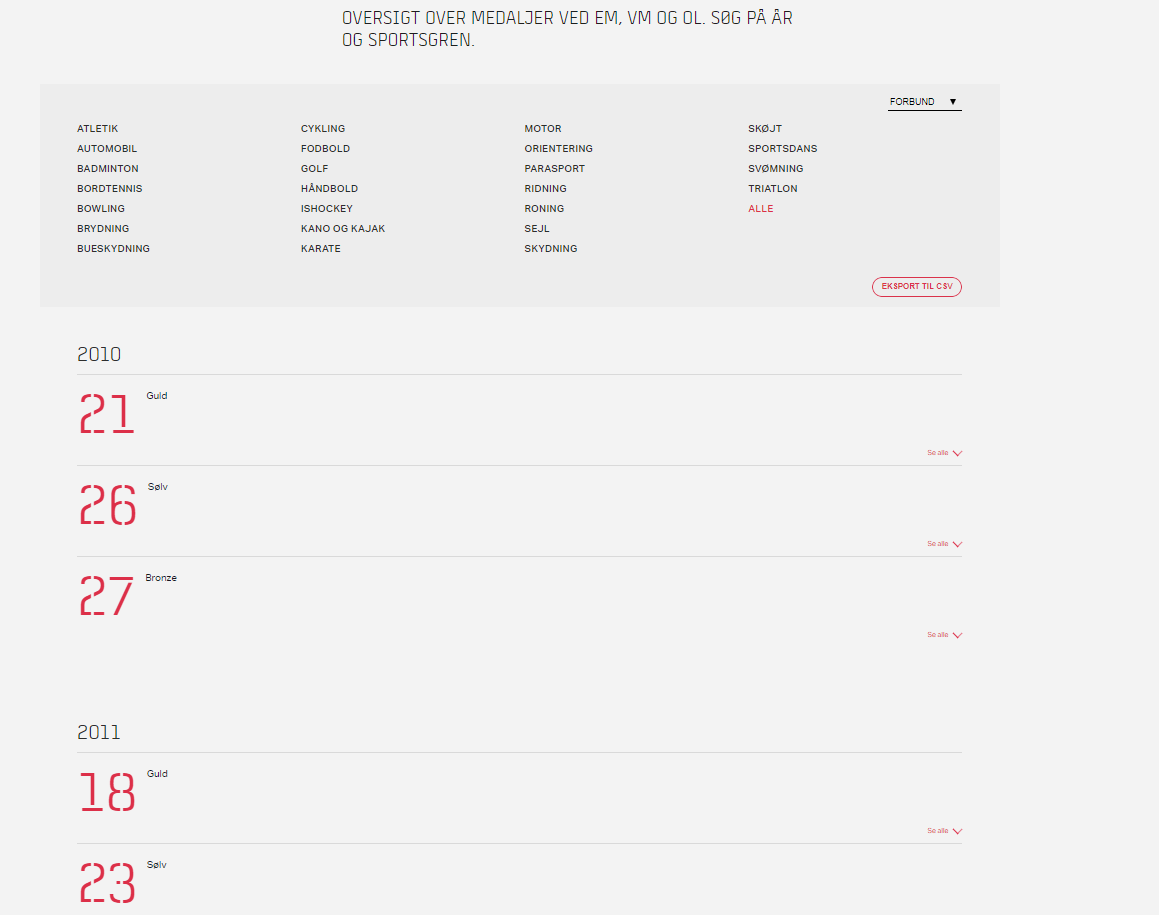 OVERSIGT OVER MEDALJER VED EM, VM OG OL. SØG PÅ ÅR
OG SPORTSGREN.
FORBUND ▼
ATLETIK
AUTOMOBIL
BADMINTON
BORDTENNIS
BOWLING
BRYDNING
BUESKYDNING
CYKLING
FODBOLD
GOLF
HÅNDBOLD
ISHOCKEY
KANO OG KAJAK
KARATE
MOTOR
ORIENTERING
PARASPORT
RIDNING
RONING
SEJL
SKYDNING
SKØJT
SPORTSDANS
SVØMNING
TRIATLON
ALLE
EKSPORT TIL CSV
2010
21 Guld
Se alle
26 Sølv
Se alle
27 Bronze
Se alle
2011
18 Guld
Se alle
23 Sølv